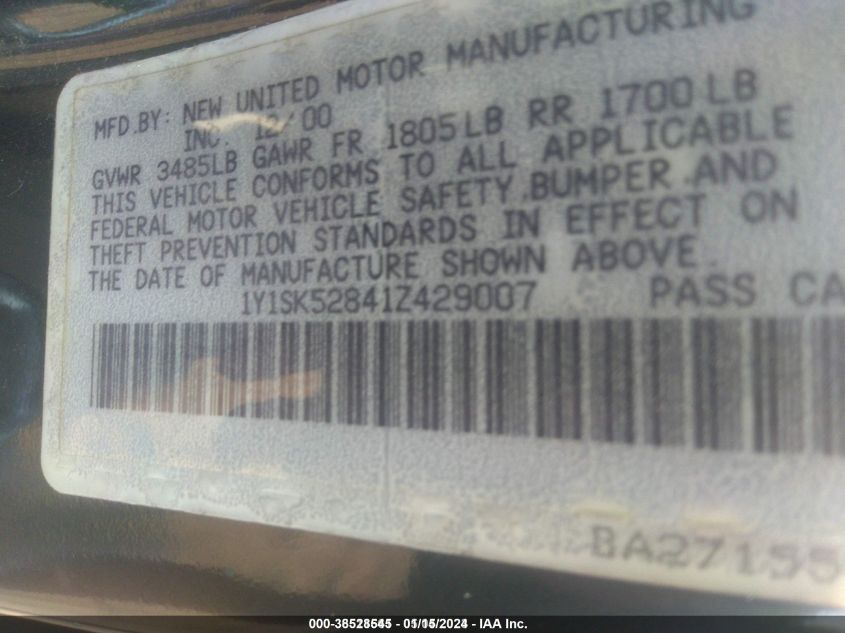 MFD.BY: NEW UNITED MOTOR MANUFACTURING
INC. 12/00
GVWR 3485LB GAWR FR 1805LB RR 1700LB
THIS VEHICLE CONFORMS TO ALL APPLICABLE
FEDERAL MOTOR VEHICLE SAFETY,BUMPER,AND
THEFT PREVENTION STANDARDS IN EFFECT ON
THE DATE OF MANUFACTURE SHOWN ABOVE.
1Y1SK52841Z429007 PASS CA
BA27155
01/15/2024 - IAA Inc.